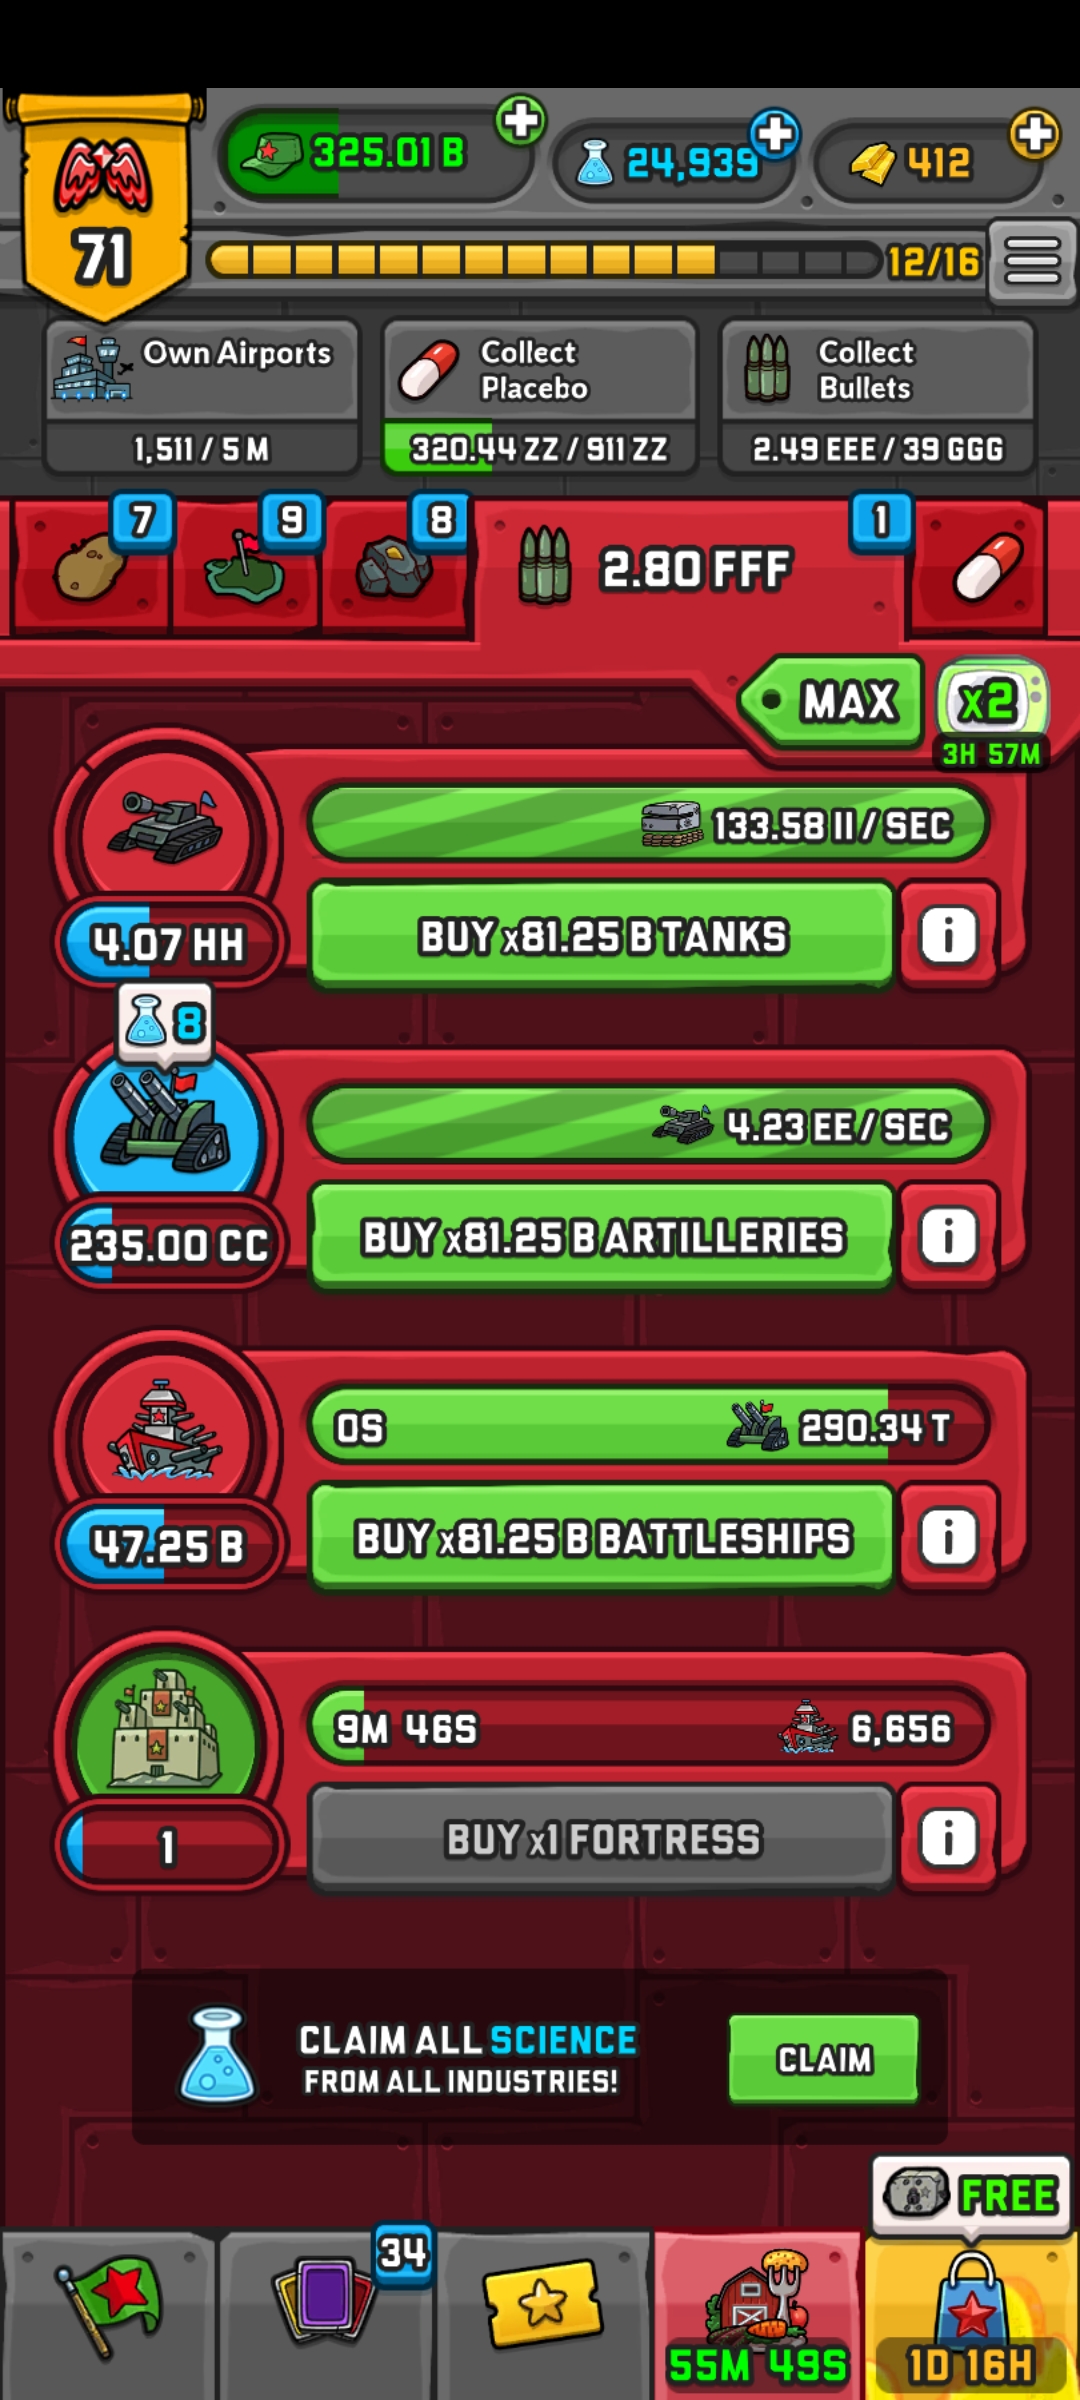 71
325.01 B
24,939
412
12/16
Own Airports
1,511 / 5 M
Collect
Placebo
320.44 ZZ / 911 ZZ
Collect
Bullets
2.49 EEE / 39 GGG
7
9
8
2.80 FFF
1
MAX
x2
3H 57M
133.58 II / SEC
4.07 HH
BUY x81.25 B TANKS
i
8
4.23 EE / SEC
235.00 CC
BUY x81.25 B ARTILLERIES
i
0S
290.34 T
47.25 B
BUY x81.25 B BATTLESHIPS
i
9M 46S
6,656
1
BUY x1 FORTRESS
i
CLAIM ALL SCIENCE
FROM ALL INDUSTRIES!
CLAIM
FREE
34
55M 49S
1D 16H